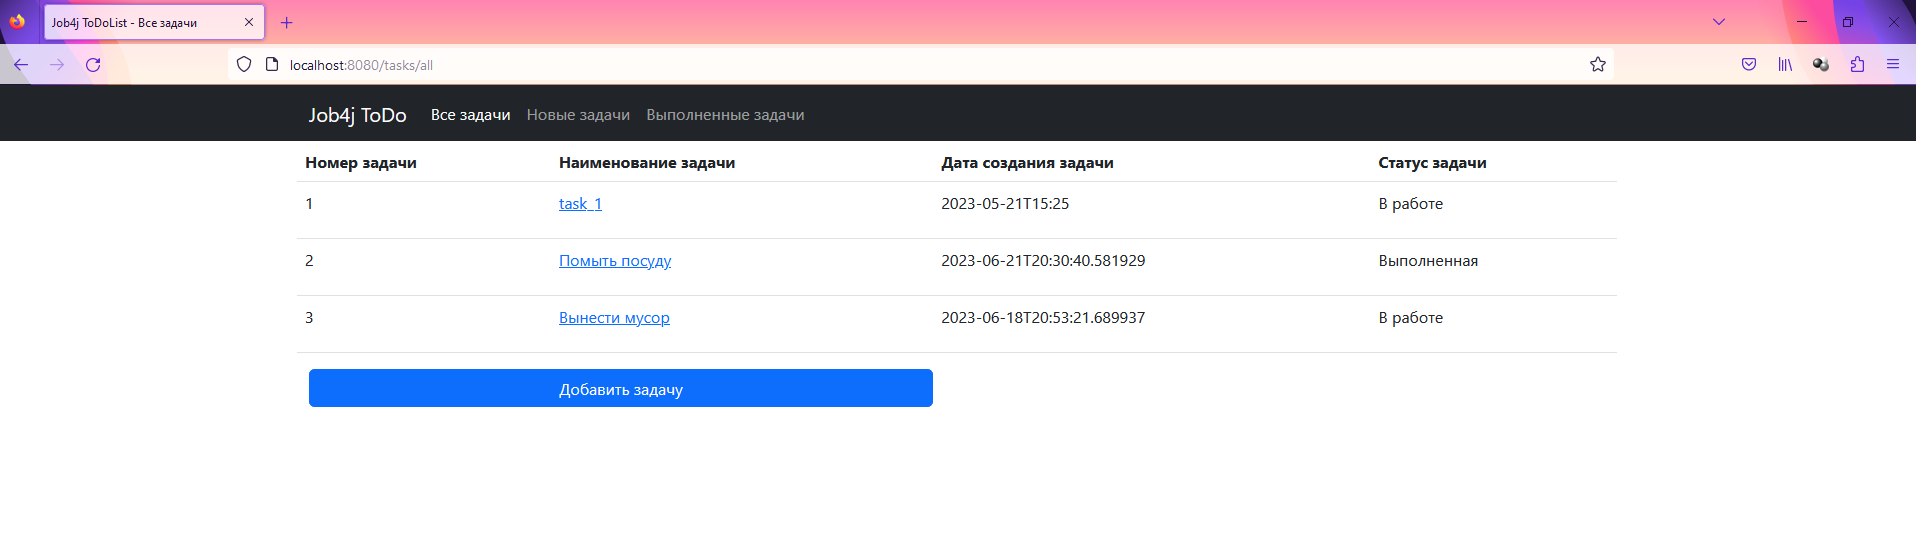 Job4j ToDoList - Все задачи
localhost:8080/tasks/all
Job4j ToDo Все задачи Новые задачи Выполненные задачи
Номер задачи Наименование задачи Дата создания задачи Статус задачи
1 task_1 2023-05-21T15:25 В работе
2 Помыть посуду 2023-06-21T20:30:40.581929 Выполненная
3 Вынести мусор 2023-06-18T20:53:21.689937 В работе
Добавить задачу